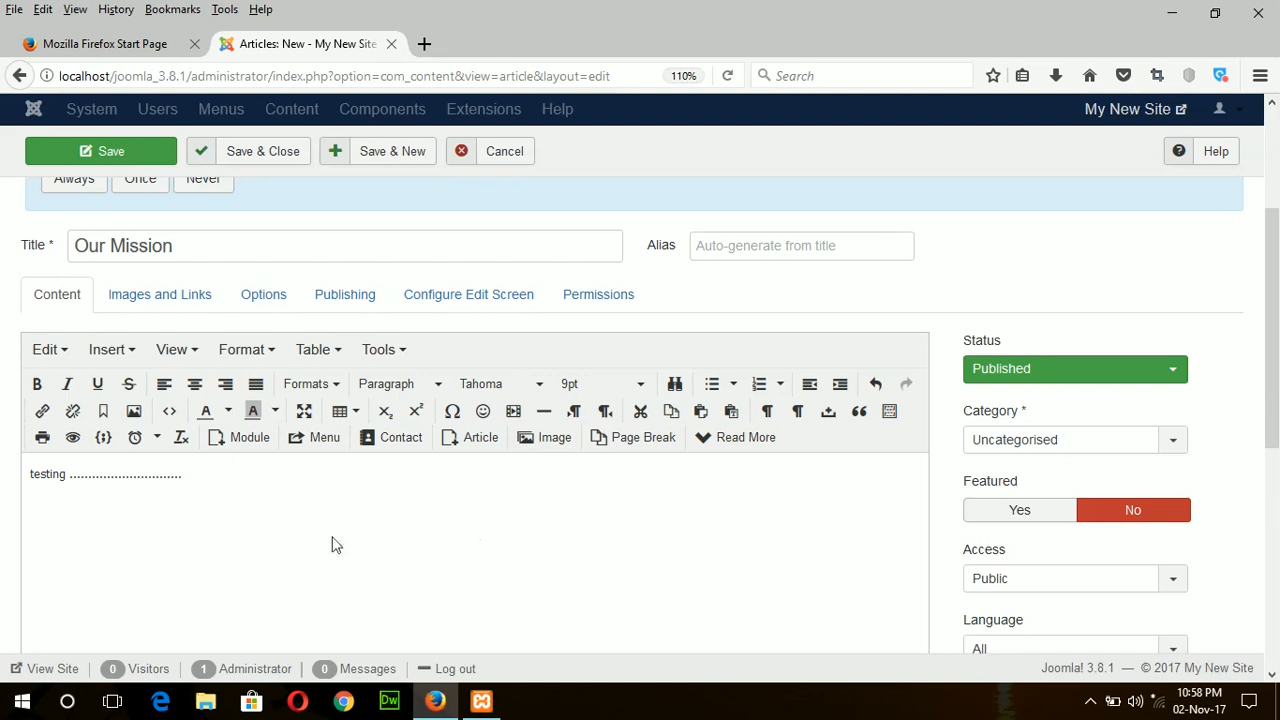 File Edit View History Bookmarks Tools Help
Mozilla Firefox Start Page Articles: New - My New Site
localhost/joomla_3.8.1/administrator/index.php?option=com_content&view=article&layout=edit 110% Search
System Users Menus Content Components Extensions Help My New Site
Save Save & Close Save & New Cancel Help
Always Once Never
Title * Our Mission Alias Auto-generate from title
Content Images and Links Options Publishing Configure Edit Screen Permissions
Edit Insert View Format Table Tools
Status
Published
Formats Paragraph Tahoma 9pt
Category *
Uncategorised
Module Menu Contact Article Image Page Break Read More
testing ..............................
Featured
Yes No
Access
Public
Language
All
View Site 0 Visitors 1 Administrator 0 Messages Log out Joomla! 3.8.1 — © 2017 My New Site
Dw
10:58 PM
02-Nov-17